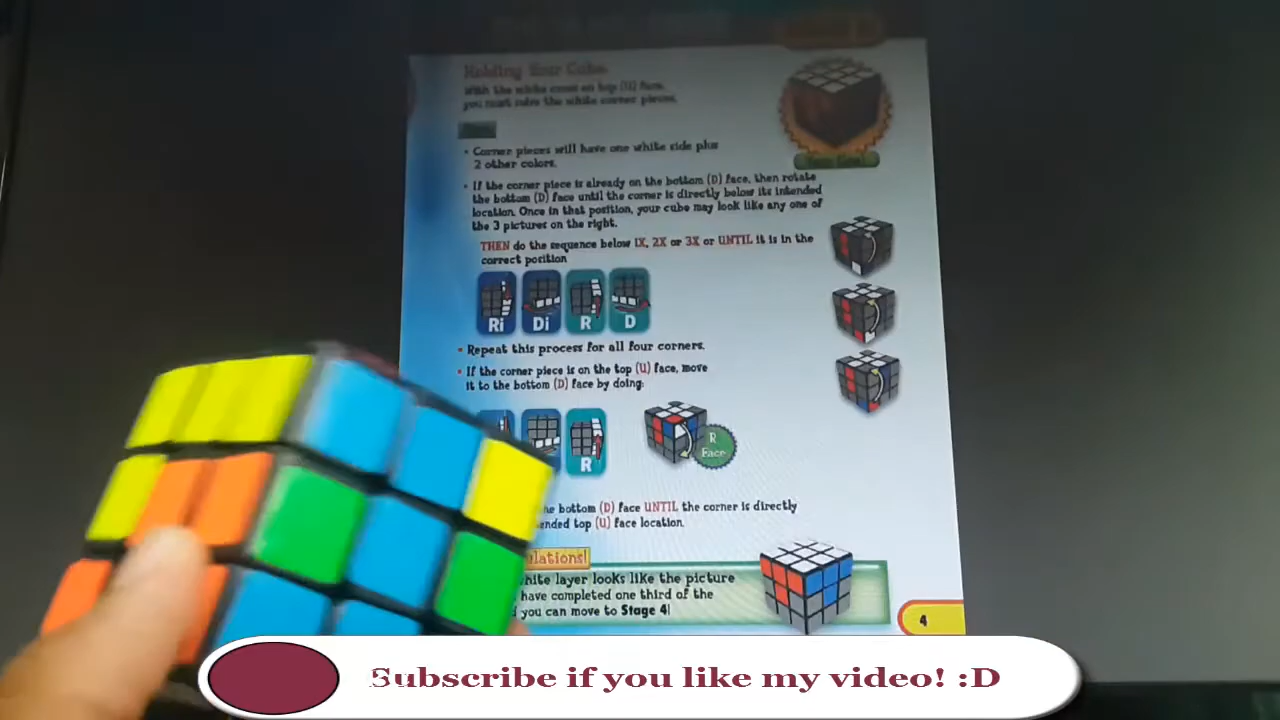 Holding Your Cube
With the white cross on top (U) face,
you must solve the white corner pieces.
• Corner pieces will have one white side plus
2 other colors.
• If the corner piece is already on the bottom (D) face, then rotate
the bottom (D) face until the corner is directly below its intended
location. Once in that position, your cube may look like any one of
the 3 pictures on the right.
THEN do the sequence below 1X, 2X or 3X or UNTIL it is in the
correct position
Ri Di R D
• Repeat this process for all four corners.
• If the corner piece is on the top (U) face, move
it to the bottom (D) face by doing:
R
R
Face
he bottom (D) face UNTIL the corner is directly
ended top (U) face location.
ulations!
hite layer looks like the picture
have completed one third of the
you can move to Stage 4!
4
Subscribe if you like my video! :D